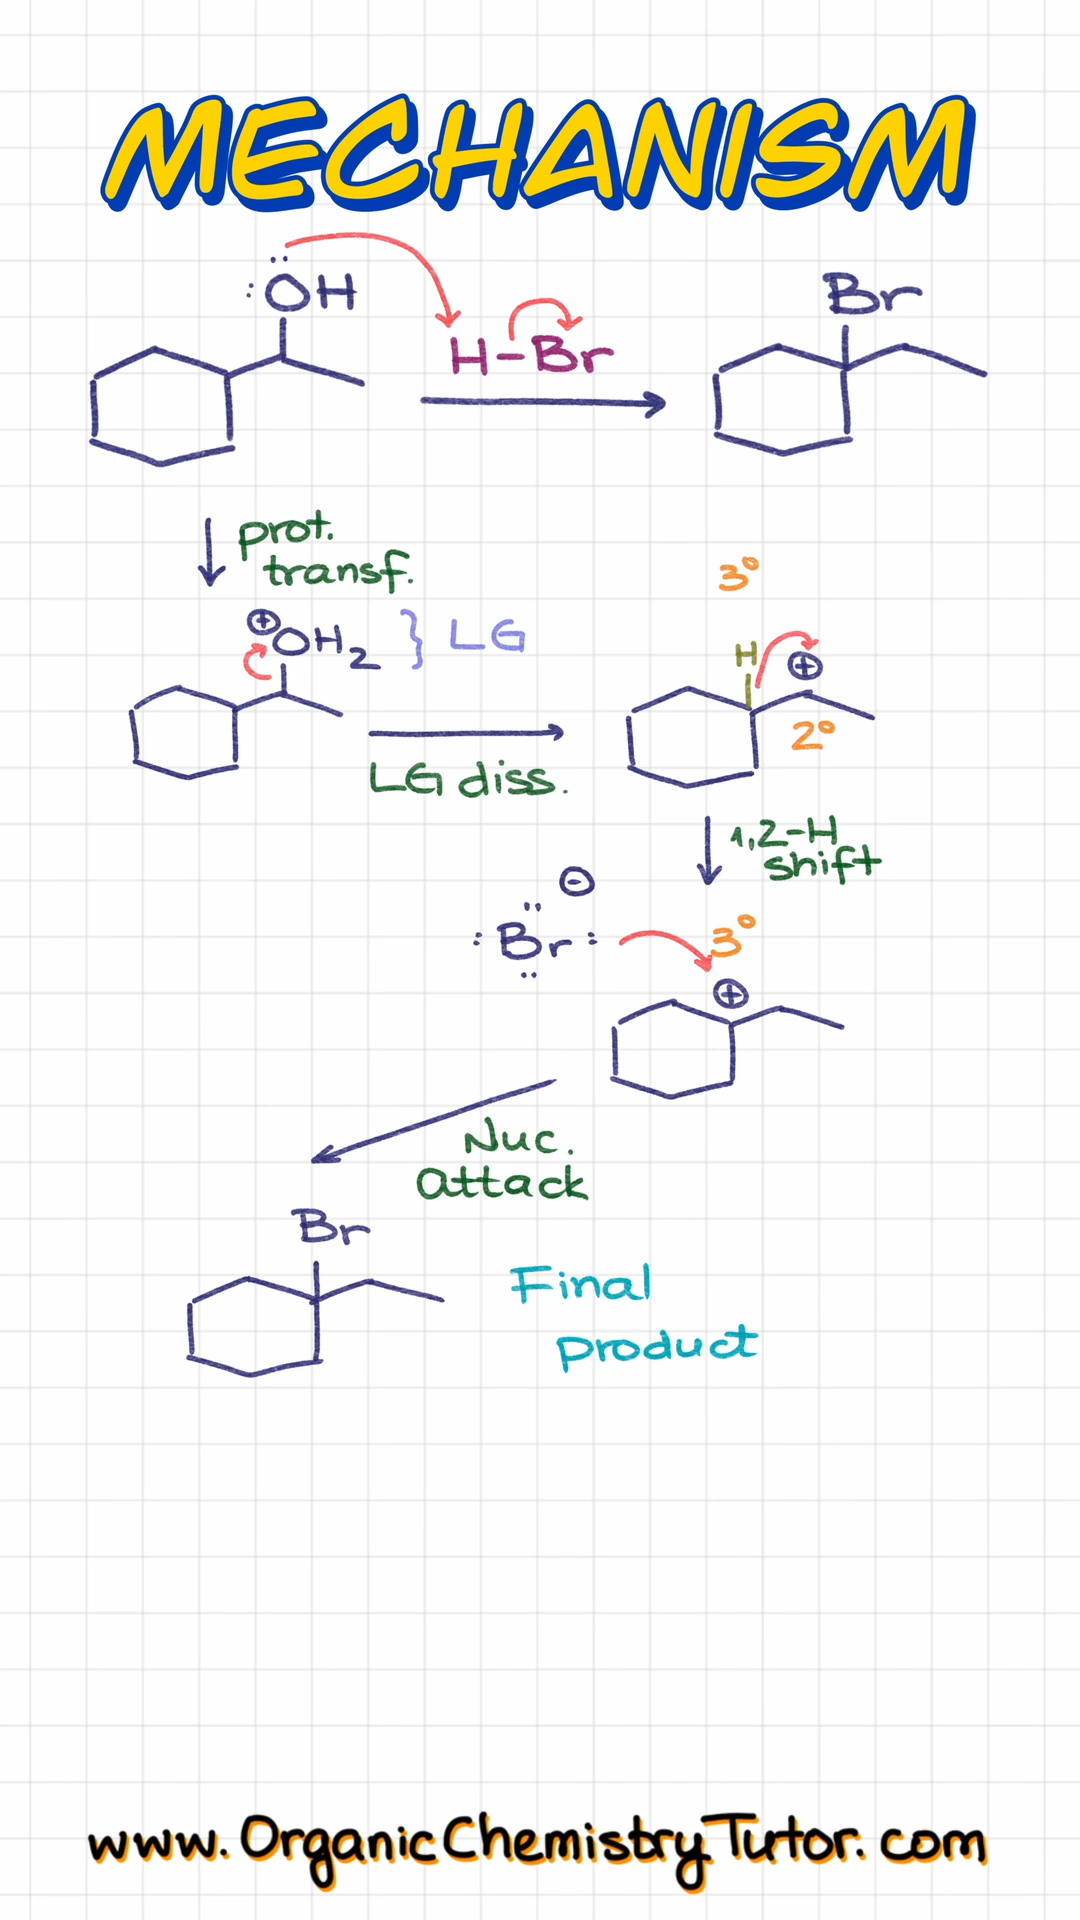 MECHANISM
:ÖH
H-Br
Br
prot.
transf.
3°
⊕
OH2 } LG
H
⊕
2°
LG diss.
1,2-H
shift
⊖
:Br:
3°
⊕
Nuc.
attack
Br
Final
product
www.OrganicChemistryTutor.com